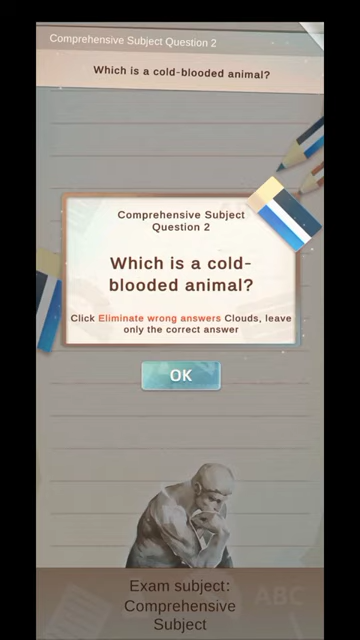 Comprehensive Subject Question 2
Which is a cold-blooded animal?
Comprehensive Subject
Question 2
Which is a cold-
blooded animal?
Click Eliminate wrong answers Clouds, leave
only the correct answer
OK
Exam subject:
Comprehensive
Subject
ABC